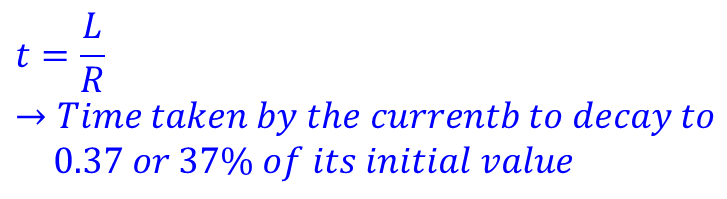 t = L/R
→ Time taken by the currentb to decay to
0.37 or 37% of its initial value